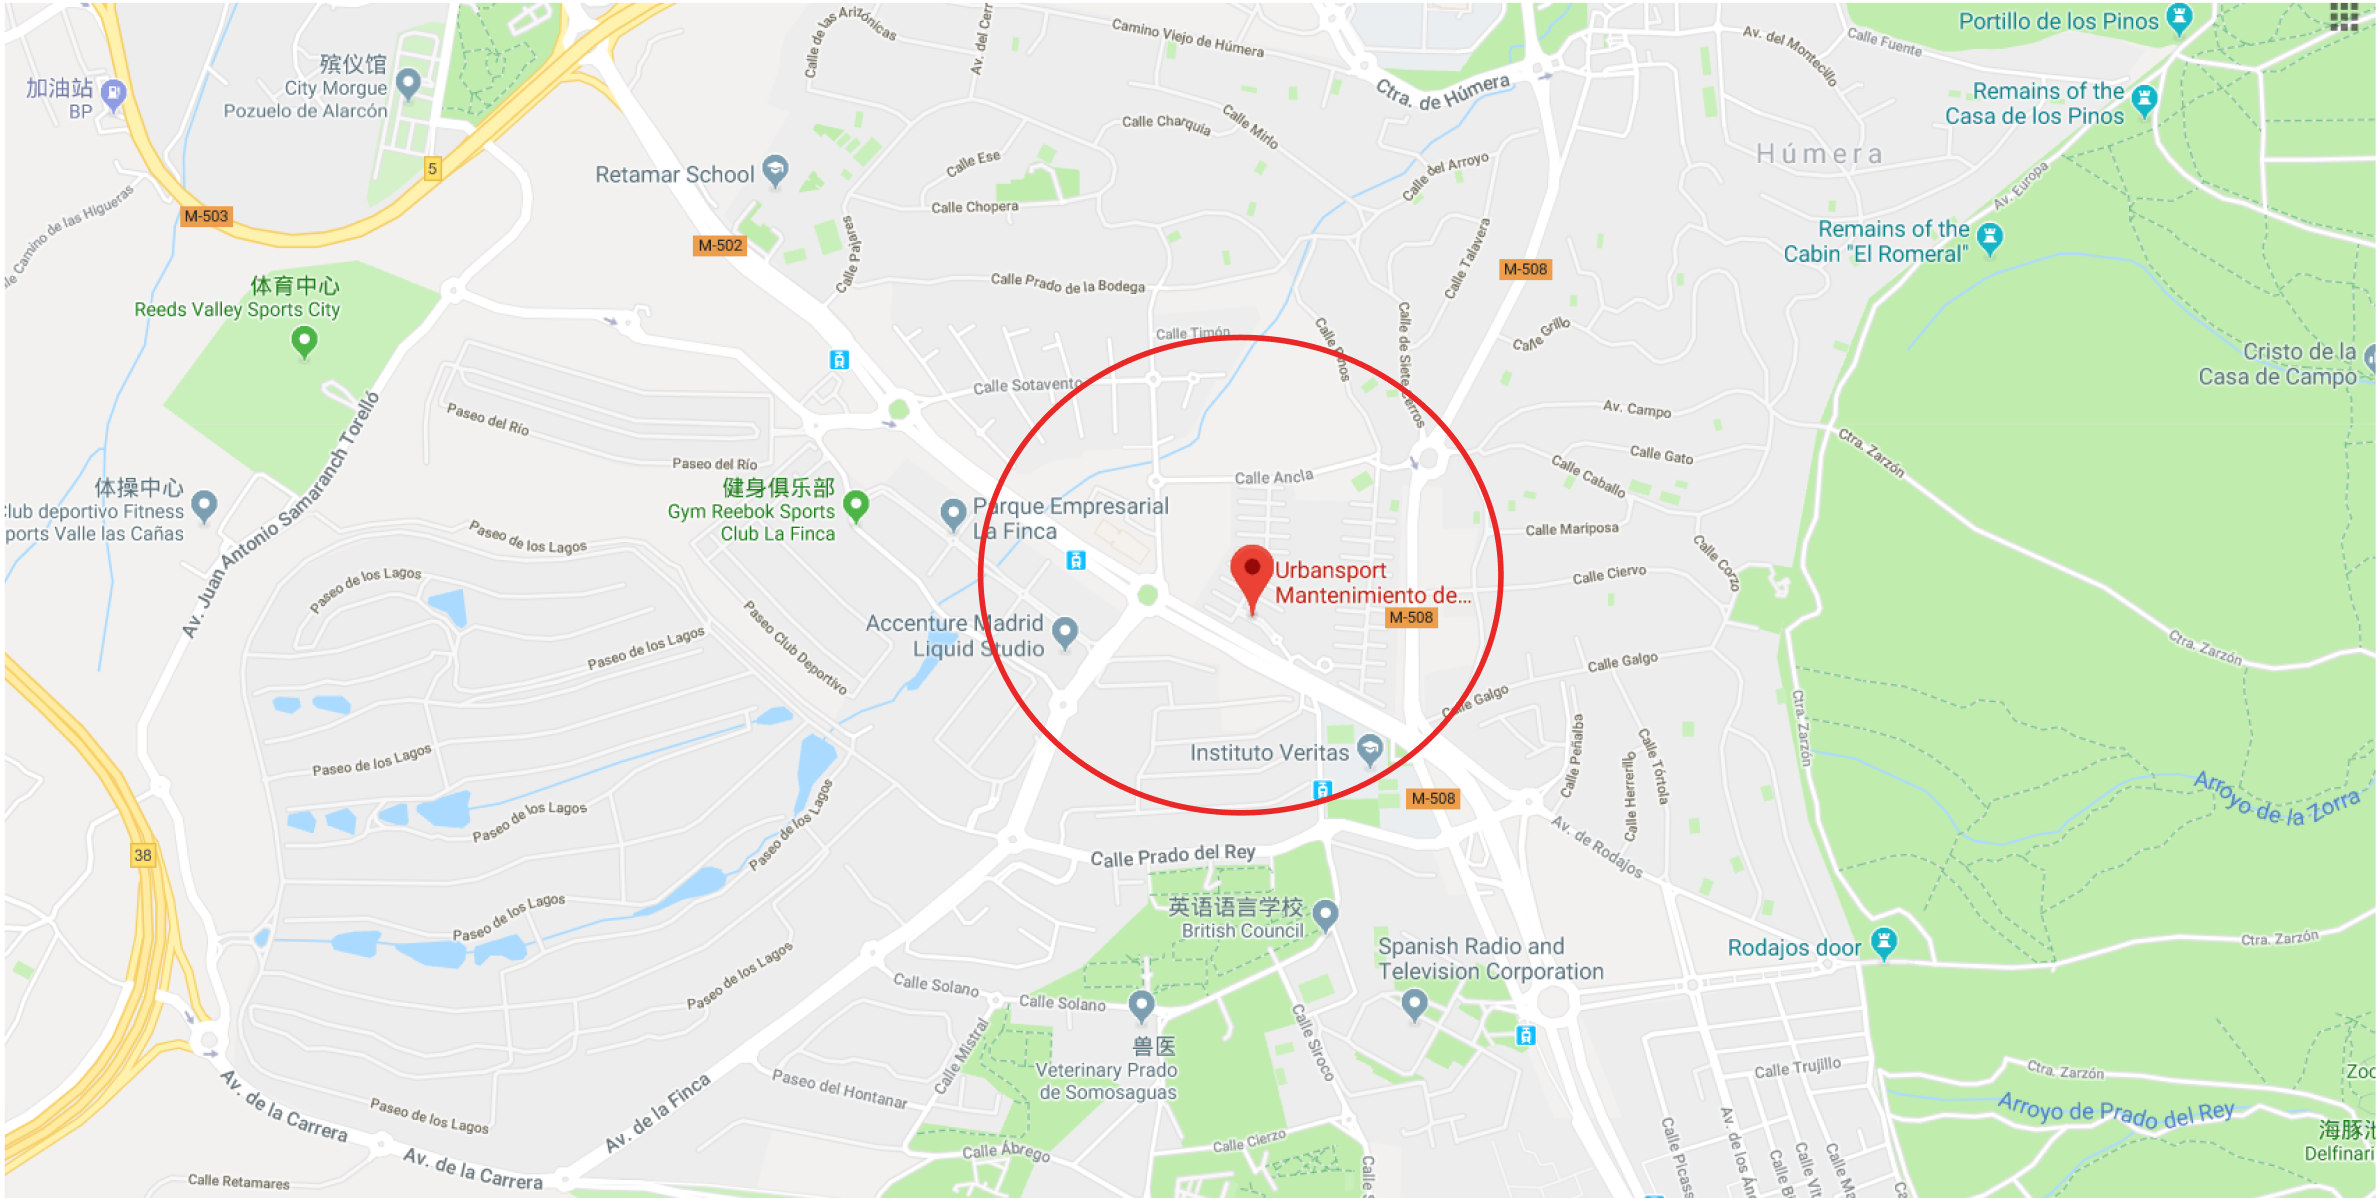 Portillo de los Pinos
Calle de las Arizónicas
Av. del Cerr
Camino Viejo de Húmera
Av. del Montecillo
Calle Fuente
殡仪馆
City Morgue
Pozuelo de Alarcón
加油站
BP
Ctra. de Húmera
Remains of the
Casa de los Pinos
Calle Charquía
Calle Mirlo
Húmera
5
Retamar School
Calle Ese
Calle del Arroyo
Av. Europa
Camino de las Higueras
M-503
Calle Chopera
M-502
Calle Pajares
Calle Talavera
Remains of the
Cabin "El Romeral"
M-508
体育中心
Reeds Valley Sports City
Calle Prado de la Bodega
Calle Timón
Calle Pinos
Calle de Siete Cerros
Calle Grillo
Cristo de la
Casa de Campo
Calle Sotavento
Paseo del Río
Av. Campo
Ctra. Zarzón
Calle Gato
Paseo del Río
Calle Ancla
Calle Caballo
体操中心
Club deportivo Fitness
ports Valle las Cañas
健身俱乐部
Gym Reebok Sports
Club La Finca
Parque Empresarial
La Finca
Av. Juan Antonio Samaranch Torelló
Paseo de los Lagos
Calle Mariposa
Calle Corzo
Paseo de los Lagos
Urbansport
Mantenimiento de...
Calle Ciervo
M-508
Accenture Madrid
Liquid Studio
Paseo Club Deportivo
Paseo de los Lagos
Calle Galgo
Ctra. Zarzón
Calle Galgo
Ctra. Zarzón
Paseo de los Lagos
Instituto Veritas
Calle Peñalba
Calle Tórtola
Calle Herrerillo
Arroyo de la Zorra
M-508
Paseo de los Lagos
Paseo de los Lagos
38
Calle Prado del Rey
Av. de Rodajos
Paseo de los Lagos
英语语言学校
British Council
Spanish Radio and
Television Corporation
Rodajos door
Ctra. Zarzón
Paseo de los Lagos
Calle Solano
Calle Solano
Calle Mistral
兽医
Veterinary Prado
de Somosaguas
Calle Siroco
Calle Trujillo
Ctra. Zarzón
Zoo
Av. de la Carrera
Paseo de los Lagos
Av. de la Finca
Paseo del Hontanar
Arroyo de Prado del Rey
海豚
Delfinari
Av. de la Carrera
Calle Retamares
Calle Ábrego
Calle Cierzo
Calle S
Calle Picass
Av. de los Án
Calle B
Calle Vit
Calle Ma
Ca